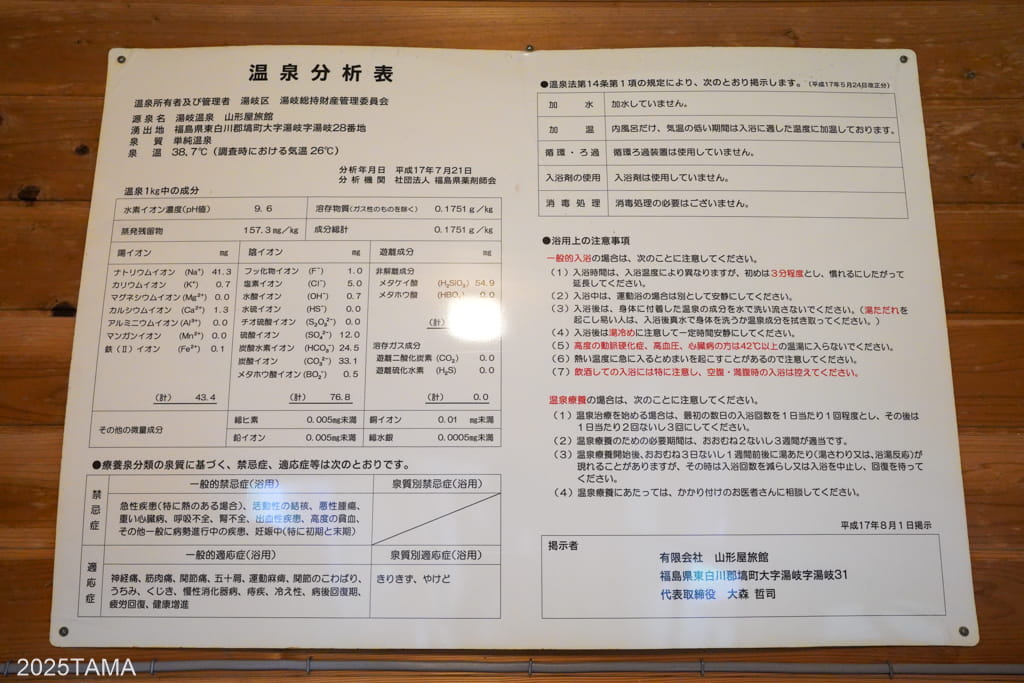 温泉分析表
温泉所有者及び管理者 湯岐区 湯岐総持財産管理委員会
源泉名 湯岐温泉 山形屋旅館
湧出地 福島県東白川郡塙町大字湯岐字湯岐28番地
泉質 単純温泉
泉温 38.7℃(調査時における気温26℃)
分析年月日 平成17年7月21日
分析機関 社団法人 福島県薬剤師会
温泉1kg中の成分
水素イオン濃度(pH値) 9.6 溶存物質(ガス性のものを除く) 0.1751g/kg
蒸発残留物 157.3mg/kg 成分総計 0.1751g/kg
陽イオン mg 陰イオン mg 遊離成分 mg
ナトリウムイオン (Na⁺) 41.3 フッ化物イオン (F⁻) 1.0 非解離成分
カリウムイオン (K⁺) 0.7 塩素イオン (Cl⁻) 5.0 メタケイ酸 (H₂SiO₃) 54.9
マグネシウムイオン (Mg²⁺) 0.0 水酸イオン (OH⁻) 0.7 メタホウ酸 (HBO₂) 0.0
カルシウムイオン (Ca²⁺) 1.3 水硫イオン (HS⁻) 0.0
アルミニウムイオン (Al³⁺) 0.0 チオ硫酸イオン (S₂O₃²⁻) 0.0 (計)
マンガンイオン (Mn²⁺) 0.0 硫酸イオン (SO₄²⁻) 12.0
鉄(Ⅱ)イオン (Fe²⁺) 0.1 炭酸水素イオン (HCO₃⁻) 24.5 溶存ガス成分
炭酸イオン (CO₃²⁻) 33.1 遊離二酸化炭素 (CO₂) 0.0
メタホウ酸イオン (BO₂⁻) 0.5 遊離硫化水素 (H₂S) 0.0
(計) 43.4 (計) 76.8 (計) 0.0
その他の微量成分
総ヒ素 0.005mg未満 銅イオン 0.01 mg未満
鉛イオン 0.005mg未満 総水銀 0.0005mg未満
●療養泉分類の泉質に基づく、禁忌症、適応症等は次のとおりです。
禁忌症
一般的禁忌症(浴用) 泉質別禁忌症(浴用)
急性疾患(特に熱のある場合)、活動性の結核、悪性腫瘍、
重い心臓病、呼吸不全、腎不全、出血性疾患、高度の貧血、
その他一般に病勢進行中の疾患、妊娠中(特に初期と末期)
適応症
一般的適応症(浴用) 泉質別適応症(浴用)
神経痛、筋肉痛、関節痛、五十肩、運動麻痺、関節のこわばり、 きりきず、やけど
うちみ、くじき、慢性消化器病、痔疾、冷え性、病後回復期、
疲労回復、健康増進
●温泉法第14条第1項の規定により、次のとおり掲示します。(平成17年5月24日改正分)
加水 加水していません。
加温 内風呂だけ、気温の低い期間は入浴に適した温度に加温しております。
循環・ろ過 循環ろ過装置は使用していません。
入浴剤の使用 入浴剤は使用していません。
消毒処理 消毒処理の必要はございません。
●浴用上の注意事項
一般的入浴の場合は、次のことに注意してください。
(1)入浴時間は、入浴温度により異なりますが、初めは3分程度とし、慣れるにしたがって
延長してください。
(2)入浴中は、運動浴の場合は別として安静にしてください。
(3)入浴後は、身体に付着した温泉の成分を水で洗い流さないでください。(湯ただれを
起こし易い人は、入浴後真水で身体を洗うか温泉成分を拭き取ってください。)
(4)入浴後は湯冷めに注意して一定時間安静にしてください。
(5)高度の動脈硬化症、高血圧、心臓病の方は42℃以上の温湯に入らないでください。
(6)熱い温度に急に入るとめまいを起こすことがあるので注意してください。
(7)飲酒しての入浴には特に注意し、空腹・満腹時の入浴は控えてください。
温泉療養の場合は、次のことに注意してください。
(1)温泉治療を始める場合は、最初の数日の入浴回数を1日当たり1回程度とし、その後は
1日当たり2回ないし3回にしてください。
(2)温泉療養のための必要期間は、おおむね2ないし3週間が適当です。
(3)温泉療養開始後、おおむね3日ないし1週間前後に湯あたり(湯さわり又は、浴湯反応)が
現れることがありますが、その時は入浴回数を減らし又は入浴を中止し、回復を待って
ください。
(4)温泉療養にあたっては、かかり付けのお医者さんに相談してください。
平成17年8月1日掲示
掲示者
有限会社 山形屋旅館
福島県東白川郡塙町大字湯岐字湯岐31
代表取締役 大森 哲司
2025TAMA